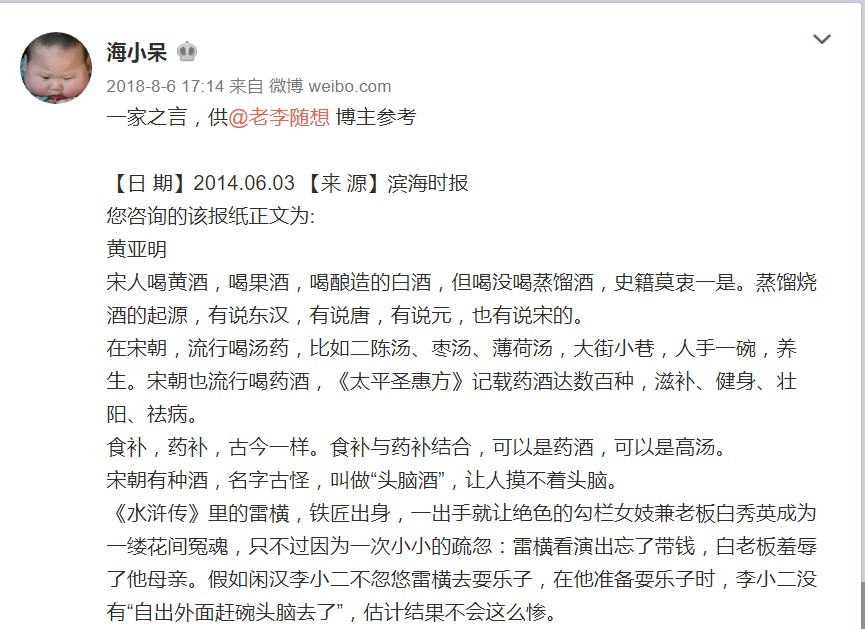 海小呆
2018-8-6 17:14 来自 微博 weibo.com
一家之言，供@老李随想 博主参考
【日 期】2014.06.03 【来 源】滨海时报
您咨询的该报纸正文为:
黄亚明
宋人喝黄酒，喝果酒，喝酿造的白酒，但喝没喝蒸馏酒，史籍莫衷一是。蒸馏烧
酒的起源，有说东汉，有说唐，有说元，也有说宋的。
在宋朝，流行喝汤药，比如二陈汤、枣汤、薄荷汤，大街小巷，人手一碗，养
生。宋朝也流行喝药酒，《太平圣惠方》记载药酒达数百种，滋补、健身、壮
阳、祛病。
食补，药补，古今一样。食补与药补结合，可以是药酒，可以是高汤。
宋朝有种酒，名字古怪，叫做“头脑酒”，让人摸不着头脑。
《水浒传》里的雷横，铁匠出身，一出手就让绝色的勾栏女妓兼老板白秀英成为
一缕花间冤魂，只不过因为一次小小的疏忽：雷横看演出忘了带钱，白老板羞辱
了他母亲。假如闲汉李小二不忽悠雷横去耍乐子，在他准备耍乐子时，李小二没
有“自出外面赶碗头脑去了”，估计结果不会这么惨。